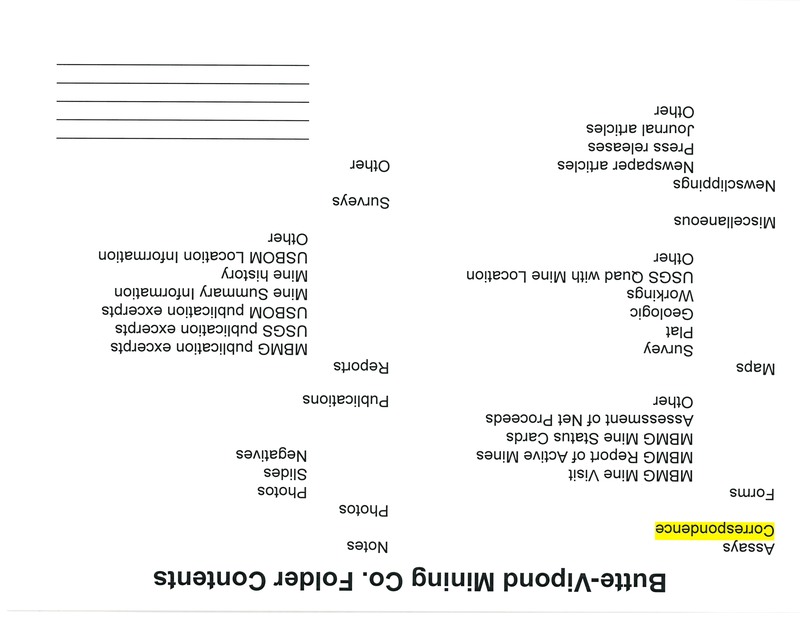 Butte-Vipond Mining Co. Folder Contents
Assays
Correspondence
Forms
MBMG Mine Visit
MBMG Report of Active Mines
MBMG Mine Status Cards
Assessment of Net Proceeds
Other
Maps
Survey
Plat
Geologic
Workings
USGS Quad with Mine Location
Other
Miscellaneous
Newsclippings
Newspaper articles
Press releases
Journal articles
Other
Notes
Photos
Photos
Slides
Negatives
Publications
Reports
MBMG publication excerpts
USGS publication excerpts
USBOM publication excerpts
Mine Summary Information
Mine history
USBOM Location Information
Other
Surveys
Other